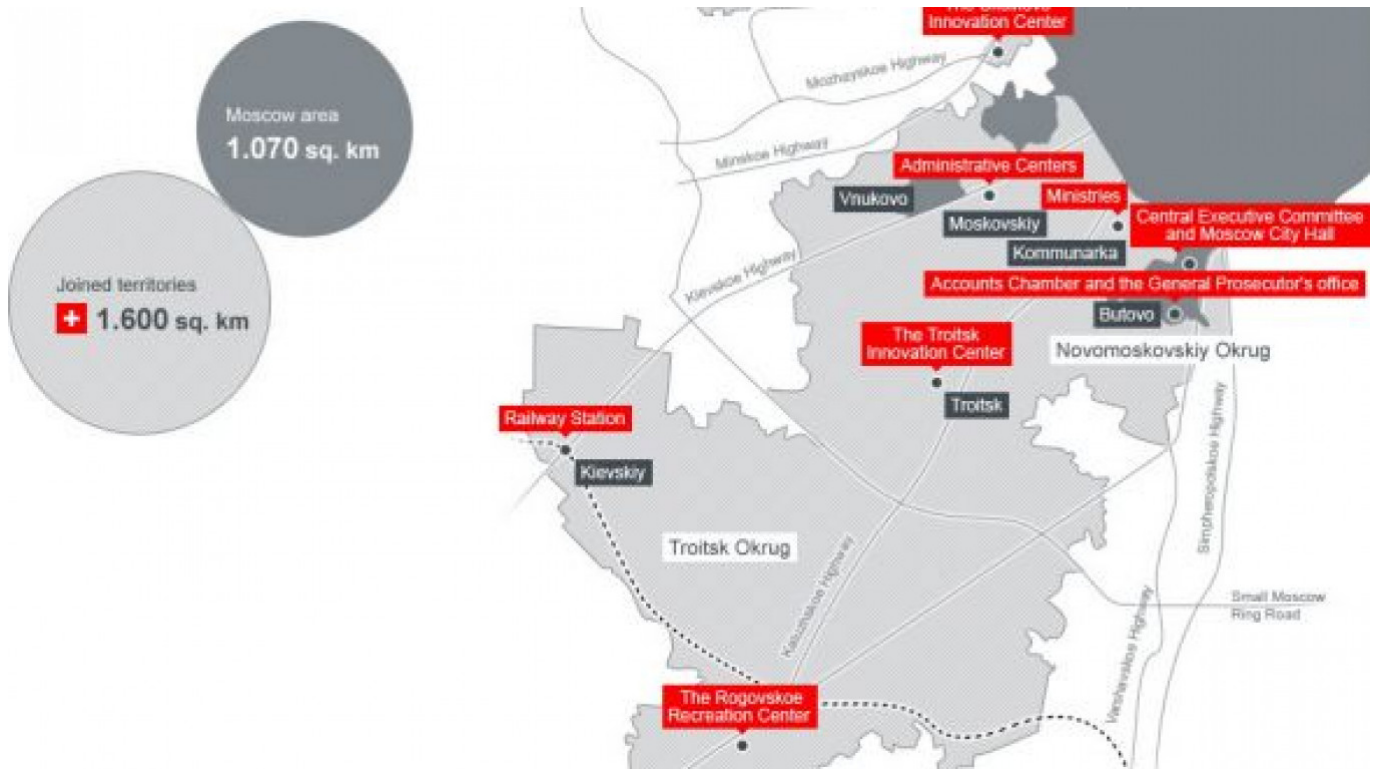 The Skolkovo
Innovation Center
Mozhayskoe Highway
Moscow area
1.070 sq. km
Minskoe Highway
Administrative Centers
Vnukovo
Ministries
Moskovskiy
Central Executive Committee
and Moscow City Hall
Kommunarka
Kievskoe Highway
Joined territories
+ 1.600 sq. km
Accounts Chamber and the General Prosecutor's office
Butovo
The Troitsk
Innovation Center
Novomoskovskiy Okrug
Troitsk
Railway Station
Simpheropolskoe Highway
Kievskiy
Troitsk Okrug
Kaluzhskoe Highway
Small Moscow
Ring Road
Varshavskoe Highway
The Rogovskoe
Recreation Center